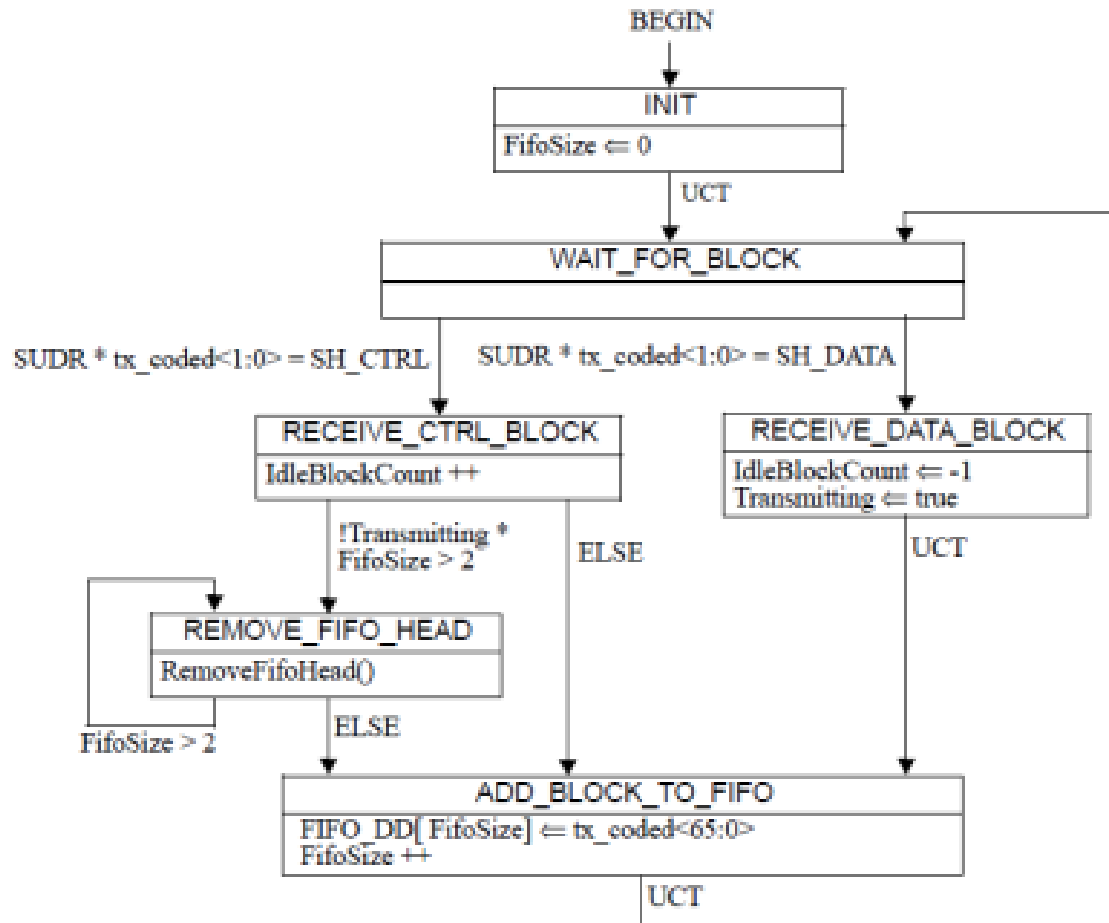 BEGIN
INIT
FifoSize ⇐ 0
UCT
WAIT_FOR_BLOCK
SUDR * tx_coded<1:0> = SH_CTRL
SUDR * tx_coded<1:0> = SH_DATA
RECEIVE_CTRL_BLOCK
IdleBlockCount ++
RECEIVE_DATA_BLOCK
IdleBlockCount ⇐ -1
Transmitting ⇐ true
!Transmitting *
FifoSize > 2
ELSE
UCT
REMOVE_FIFO_HEAD
RemoveFifoHead()
FifoSize > 2
ELSE
ADD_BLOCK_TO_FIFO
FIFO_DD[ FifoSize] ⇐ tx_coded<65:0>
FifoSize ++
UCT